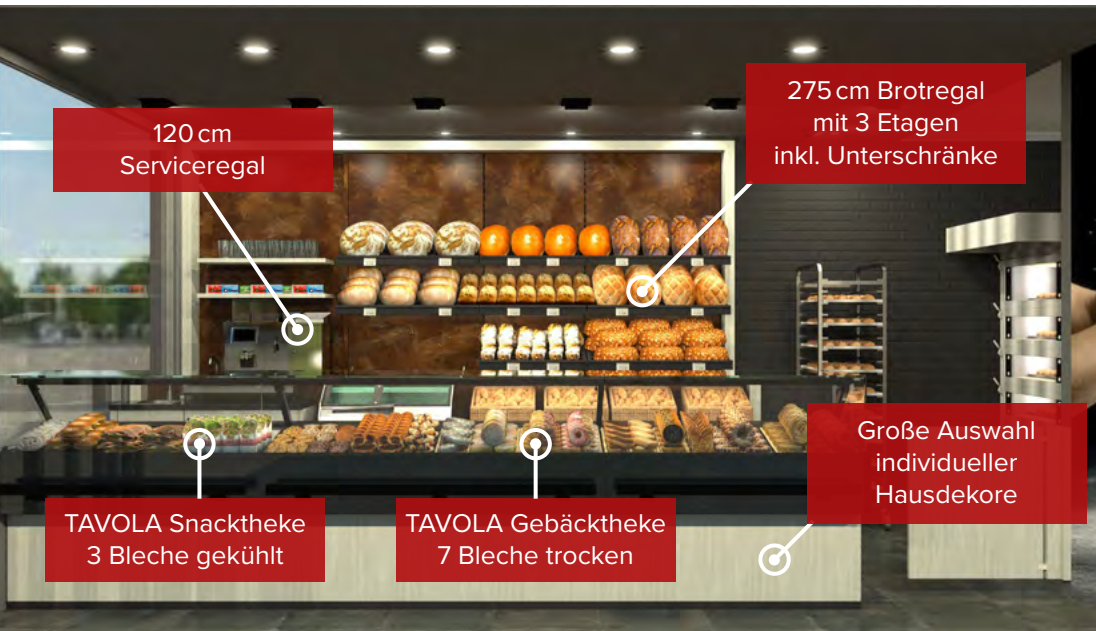 120 cm
Serviceregal
275 cm Brotregal
mit 3 Etagen
inkl. Unterschränke
Große Auswahl
individueller
Hausdekore
TAVOLA Snacktheke
3 Bleche gekühlt
TAVOLA Gebäcktheke
7 Bleche trocken